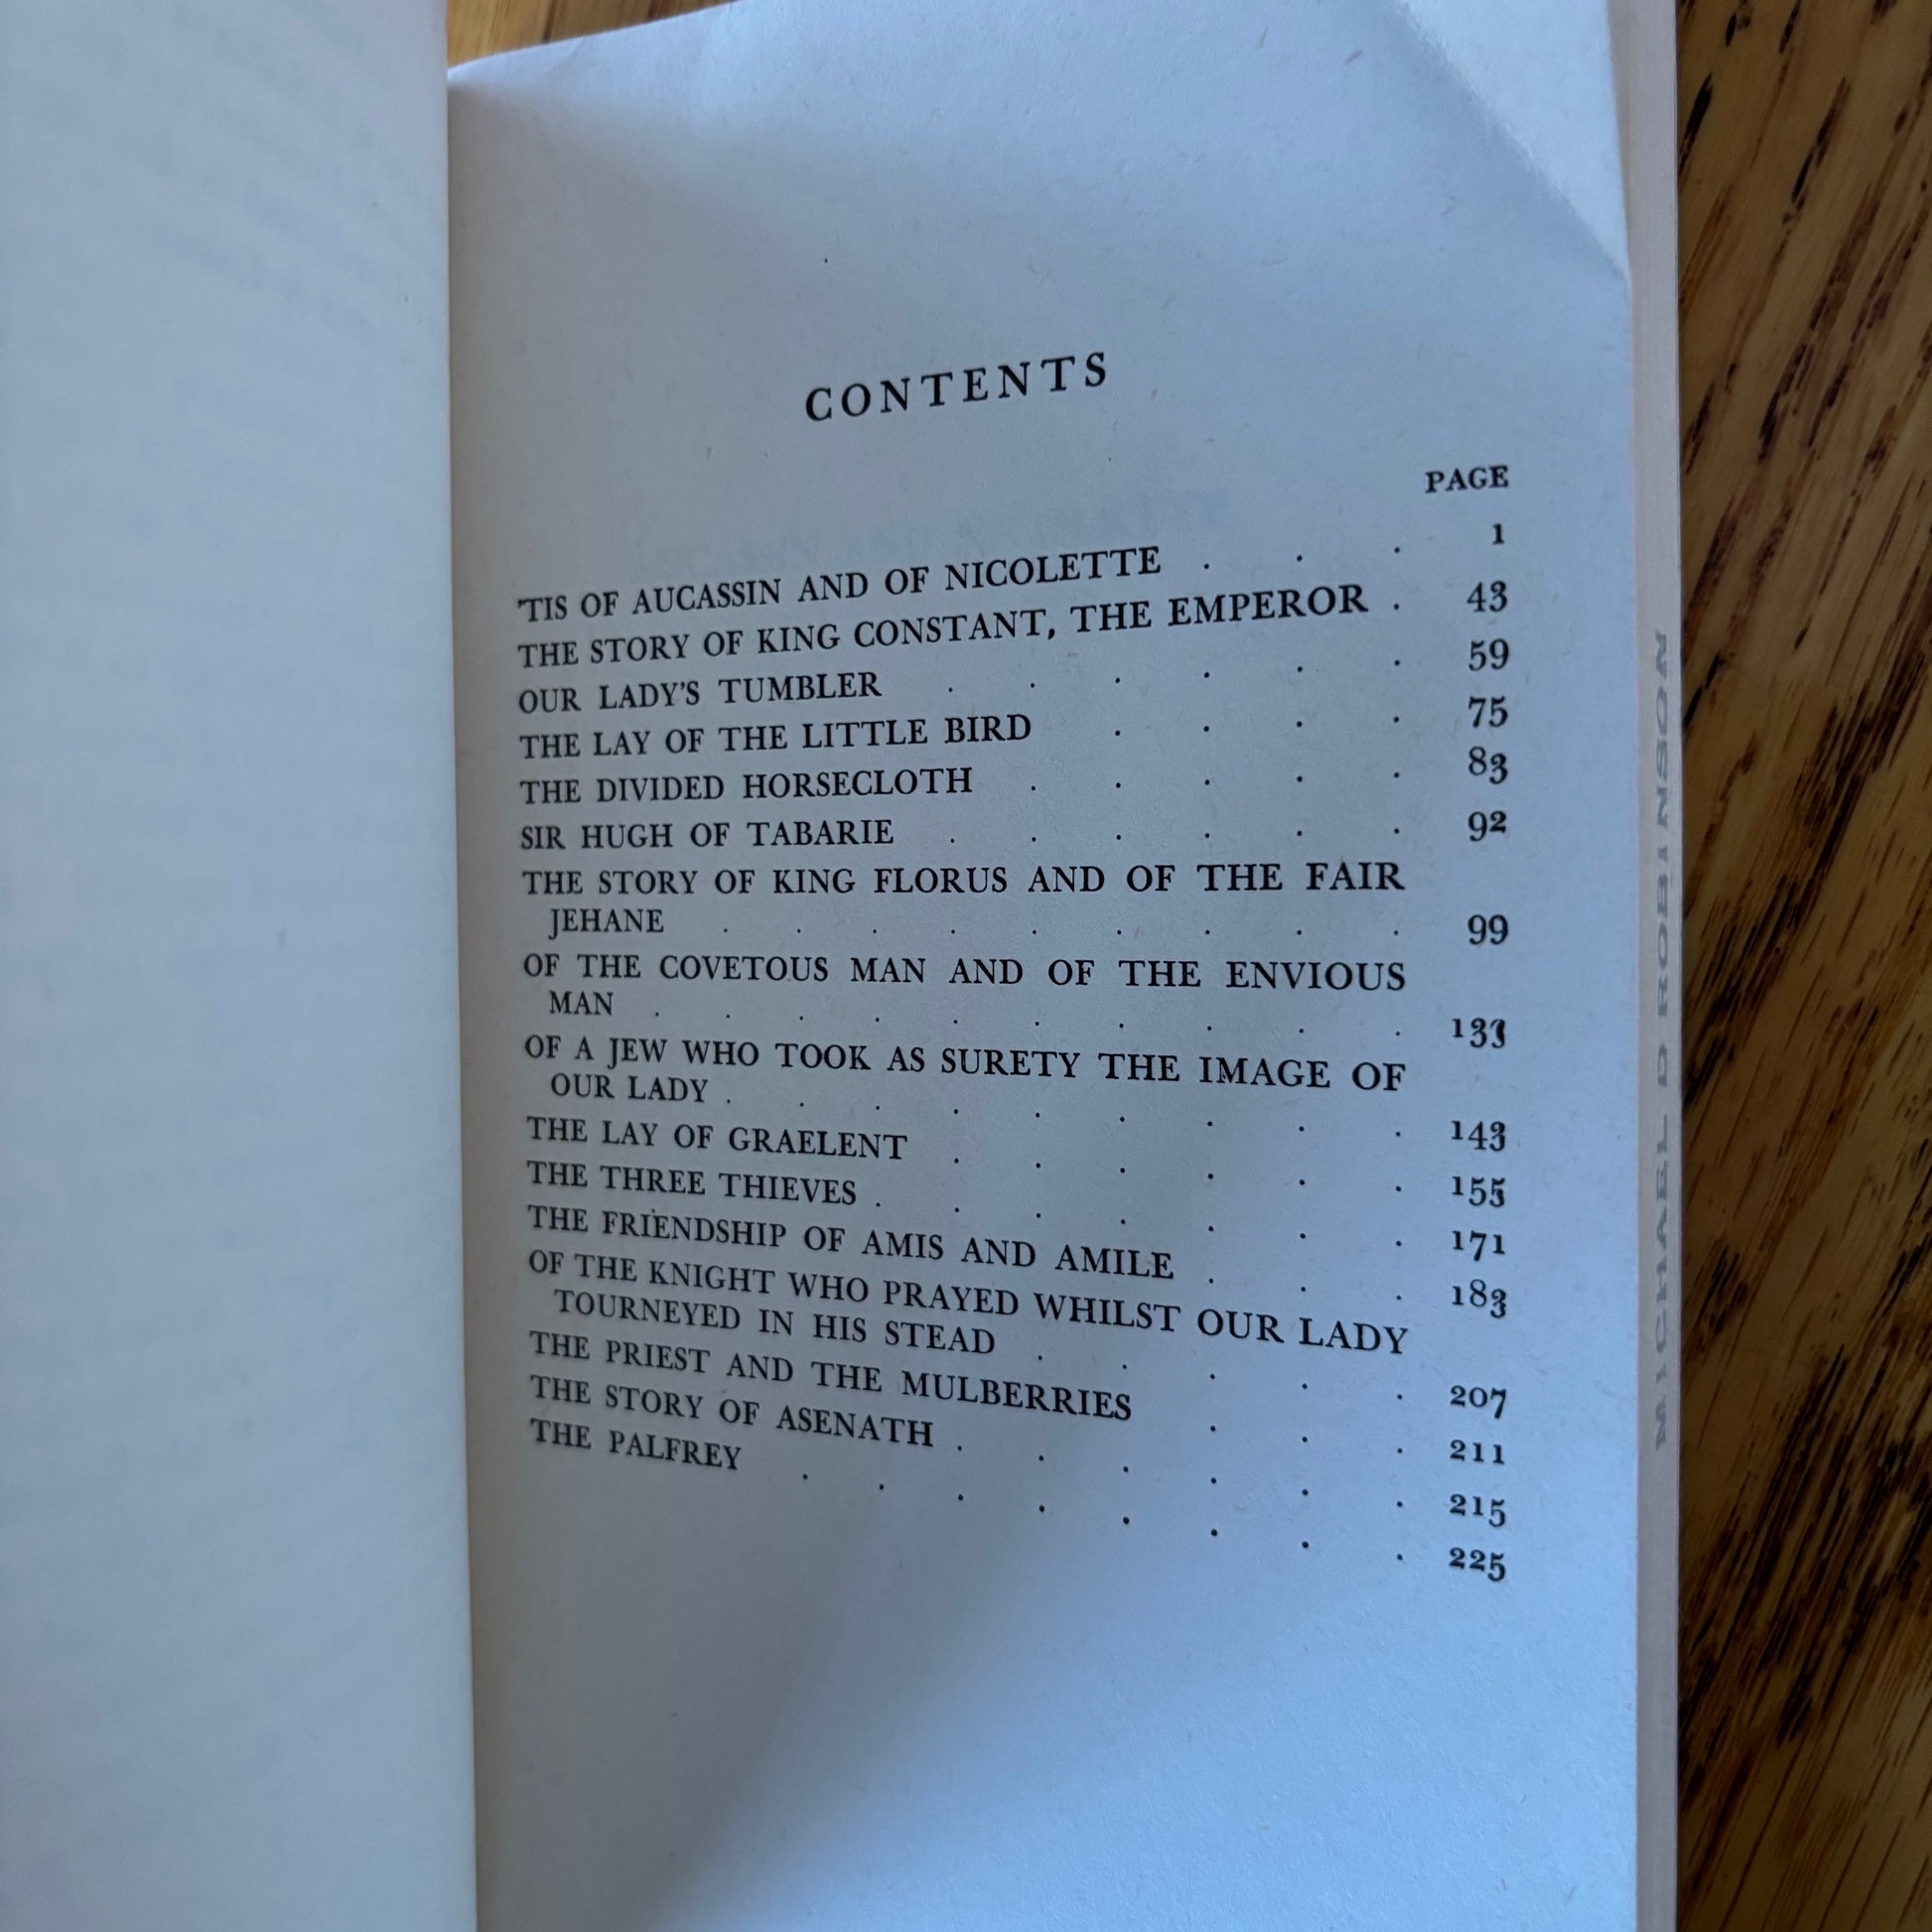 CONTENTS
PAGE
'TIS OF AUCASSIN AND OF NICOLETTE . . . 1
THE STORY OF KING CONSTANT, THE EMPEROR . 43
OUR LADY'S TUMBLER . . . . . . 59
THE LAY OF THE LITTLE BIRD . . . . 75
THE DIVIDED HORSECLOTH . . . . . 83
SIR HUGH OF TABARIE . . . . . . 92
THE STORY OF KING FLORUS AND OF THE FAIR
JEHANE . . . . . . . . . 99
OF THE COVETOUS MAN AND OF THE ENVIOUS
MAN . . . . . . . . . . 133
OF A JEW WHO TOOK AS SURETY THE IMAGE OF
OUR LADY . . . . . . . . . 143
THE LAY OF GRAELENT . . . . . . 155
THE THREE THIEVES . . . . . . . 171
THE FRIENDSHIP OF AMIS AND AMILE . . . 183
OF THE KNIGHT WHO PRAYED WHILST OUR LADY
TOURNEYED IN HIS STEAD . . . . . 207
THE PRIEST AND THE MULBERRIES . . . 211
THE STORY OF ASENATH . . . . . . 215
THE PALFREY . . . . . . . . 225
MICHAEL D ROBINSON